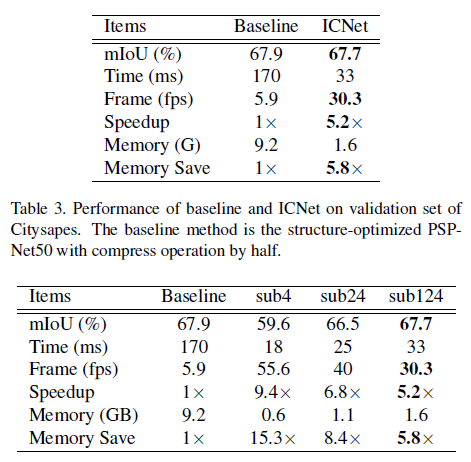 Items Baseline ICNet
mIoU (%) 67.9 67.7
Time (ms) 170 33
Frame (fps) 5.9 30.3
Speedup 1× 5.2×
Memory (G) 9.2 1.6
Memory Save 1× 5.8×
Table 3. Performance of baseline and ICNet on validation set of
Citysapes. The baseline method is the structure-optimized PSP-
Net50 with compress operation by half.
Items Baseline sub4 sub24 sub124
mIoU (%) 67.9 59.6 66.5 67.7
Time (ms) 170 18 25 33
Frame (fps) 5.9 55.6 40 30.3
Speedup 1× 9.4× 6.8× 5.2×
Memory (GB) 9.2 0.6 1.1 1.6
Memory Save 1× 15.3× 8.4× 5.8×